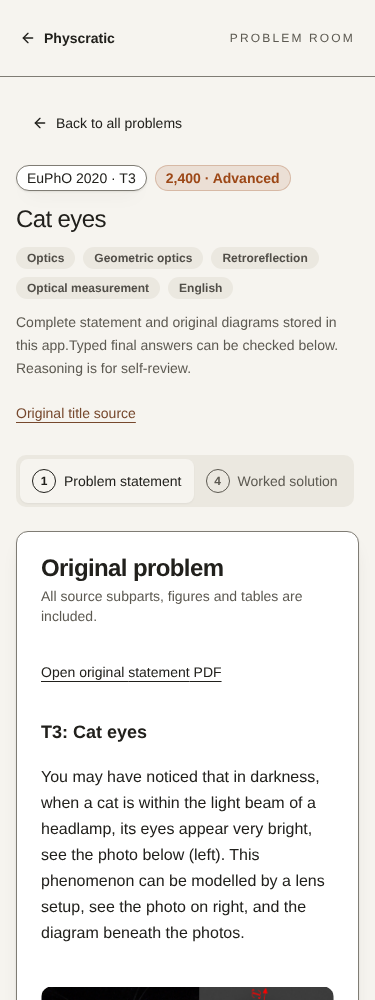 Physcratic
PROBLEM ROOM
Back to all problems
EuPhO 2020 · T3
2,400 · Advanced
Cat eyes
Optics
Geometric optics
Retroreflection
Optical measurement
English
Complete statement and original diagrams stored in
this app.Typed final answers can be checked below.
Reasoning is for self-review.
Original title source
1 Problem statement
4 Worked solution
Original problem
All source subparts, figures and tables are
included.
Open original statement PDF
T3: Cat eyes
You may have noticed that in darkness,
when a cat is within the light beam of a
headlamp, its eyes appear very bright,
see the photo below (left). This
phenomenon can be modelled by a lens
setup, see the photo on right, and the
diagram beneath the photos.